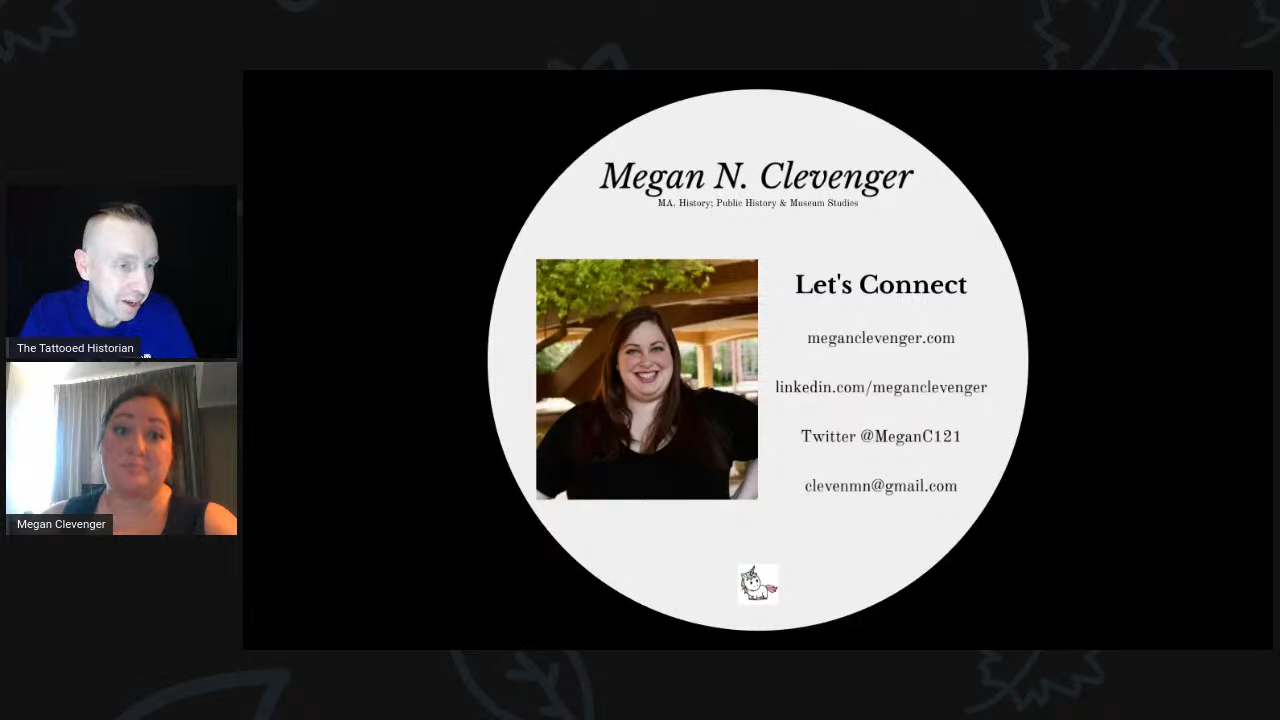 Megan N. Clevenger
MA, History; Public History & Museum Studies
Let's Connect
meganclevenger.com
linkedin.com/meganclevenger
Twitter @MeganC121
clevenmn@gmail.com
The Tattooed Historian
Megan Clevenger